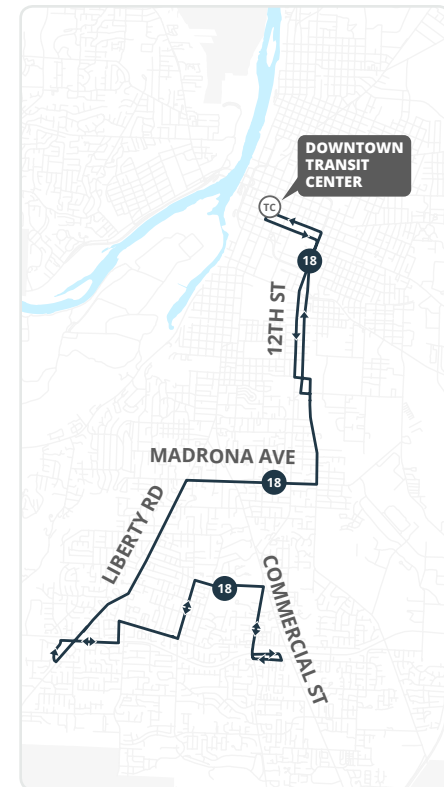 DOWNTOWN
TRANSIT
CENTER
TC
18
12TH ST
MADRONA AVE
18
LIBERTY RD
18
COMMERCIAL ST